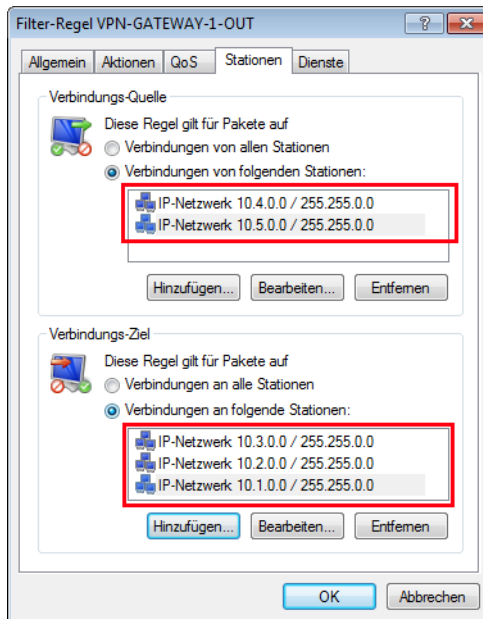 Filter-Regel VPN-GATEWAY-1-OUT
Allgemein Aktionen QoS Stationen Dienste
Verbindungs-Quelle
Diese Regel gilt für Pakete auf
Verbindungen von allen Stationen
Verbindungen von folgenden Stationen:
IP-Netzwerk 10.4.0.0 / 255.255.0.0
IP-Netzwerk 10.5.0.0 / 255.255.0.0
Hinzufügen... Bearbeiten... Entfernen
Verbindungs-Ziel
Diese Regel gilt für Pakete auf
Verbindungen an alle Stationen
Verbindungen an folgende Stationen:
IP-Netzwerk 10.3.0.0 / 255.255.0.0
IP-Netzwerk 10.2.0.0 / 255.255.0.0
IP-Netzwerk 10.1.0.0 / 255.255.0.0
Hinzufügen... Bearbeiten... Entfernen
OK Abbrechen